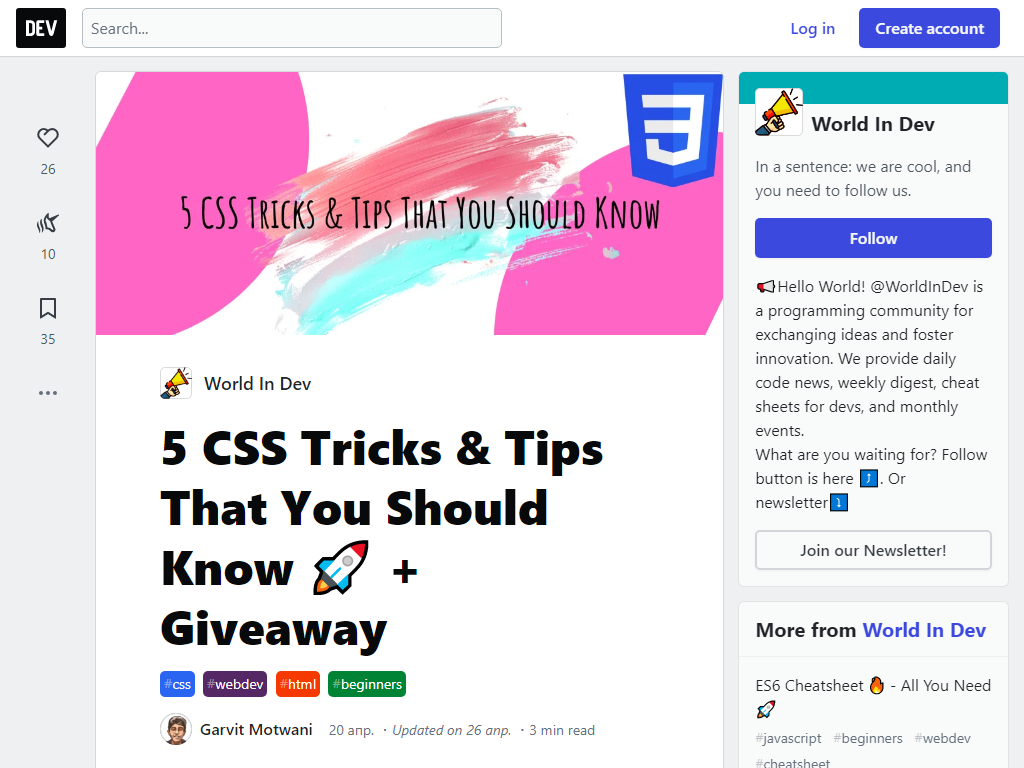 DEV
Search...
Log in
Create account
26
10
35
5 CSS Tricks & Tips That You Should Know
World In Dev
5 CSS Tricks & Tips
That You Should
Know 🚀 +
Giveaway
#css #webdev #html #beginners
Garvit Motwani 20 апр. · Updated on 26 апр. · 3 min read
World In Dev
In a sentence: we are cool, and
you need to follow us.
Follow
📢Hello World! @WorldInDev is
a programming community for
exchanging ideas and foster
innovation. We provide daily
code news, weekly digest, cheat
sheets for devs, and monthly
events.
What are you waiting for? Follow
button is here ⤴️. Or
newsletter⤵️
Join our Newsletter!
More from World In Dev
ES6 Cheatsheet 🔥 - All You Need
🚀
#javascript #beginners #webdev
#cheatsheet